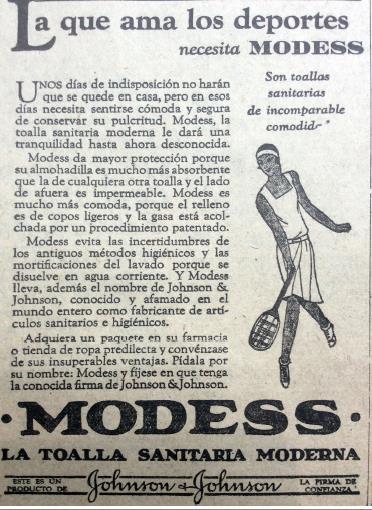 La que ama los deportes
necesita MODESS
UNOS días de indisposición no harán
que se quede en casa, pero en esos
días necesita sentirse cómoda y segura
de conservar su pulcritud. Modess, la
toalla sanitaria moderna le dará una
tranquilidad hasta ahora desconocida.
Modess da mayor protección porque
su almohadilla es mucho más absorbente
que la de cualquiera otra toalla y el lado
de afuera es impermeable. Modess es
mucho más comoda, porque el relleno
es de copos ligeros y la gasa está acol-
chada por un procedimiento patentado.
Modess evita las incertidumbres de
los antiguos métodos higiénicos y las
mortificaciones del lavado porque se
disuelve en agua corriente. Y Modess
lleva, además el nombre de Johnson &
Johnson, conocido y afamado en el
mundo entero como fabricante de artí-
culos sanitarios e higiénicos.
Adquiera un paquete en su farmacia
o tienda de ropa predilecta y convénzase
de sus insuperables ventajas. Pídala por
su nombre: Modess y fíjese en que tenga
la conocida firma de Johnson & Johnson.
Son toallas
sanitarias
de incomparable
· MODESS ·
LA TOALLA SANITARIA MODERNA
ESTE ES UN
PRODUCTO DE
Johnson & Johnson
LA FIRMA DE
CONFIANZA